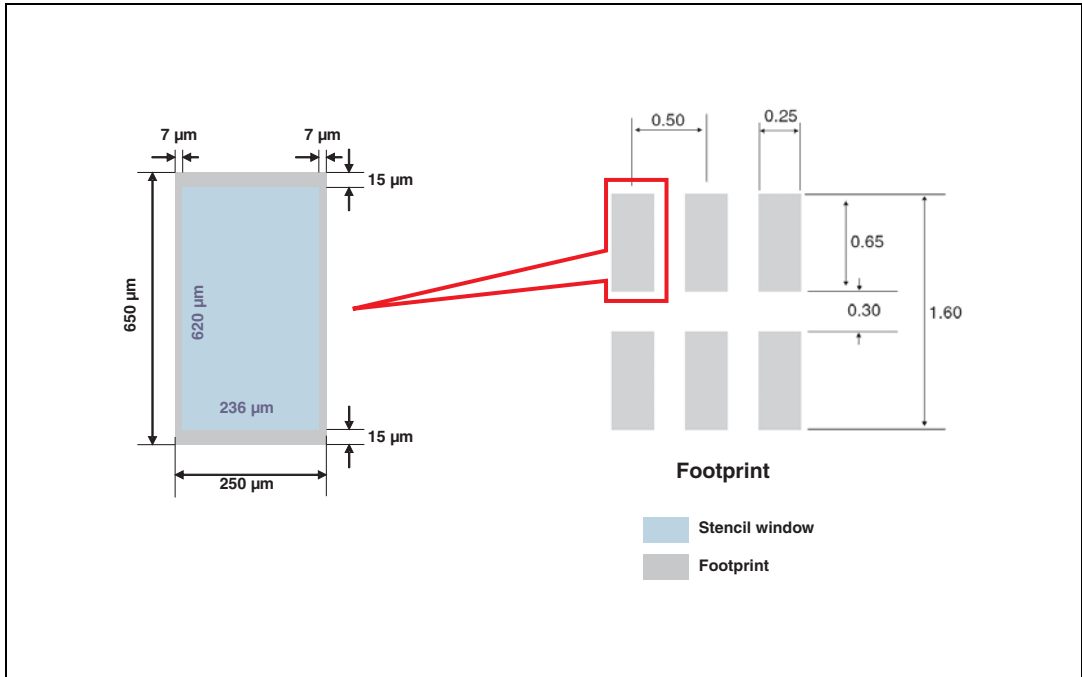 7 µm
7 µm
15 µm
650 µm
620 µm
236 µm
15 µm
250 µm
0.50
0.25
0.65
0.30
1.60
Footprint
Stencil window
Footprint